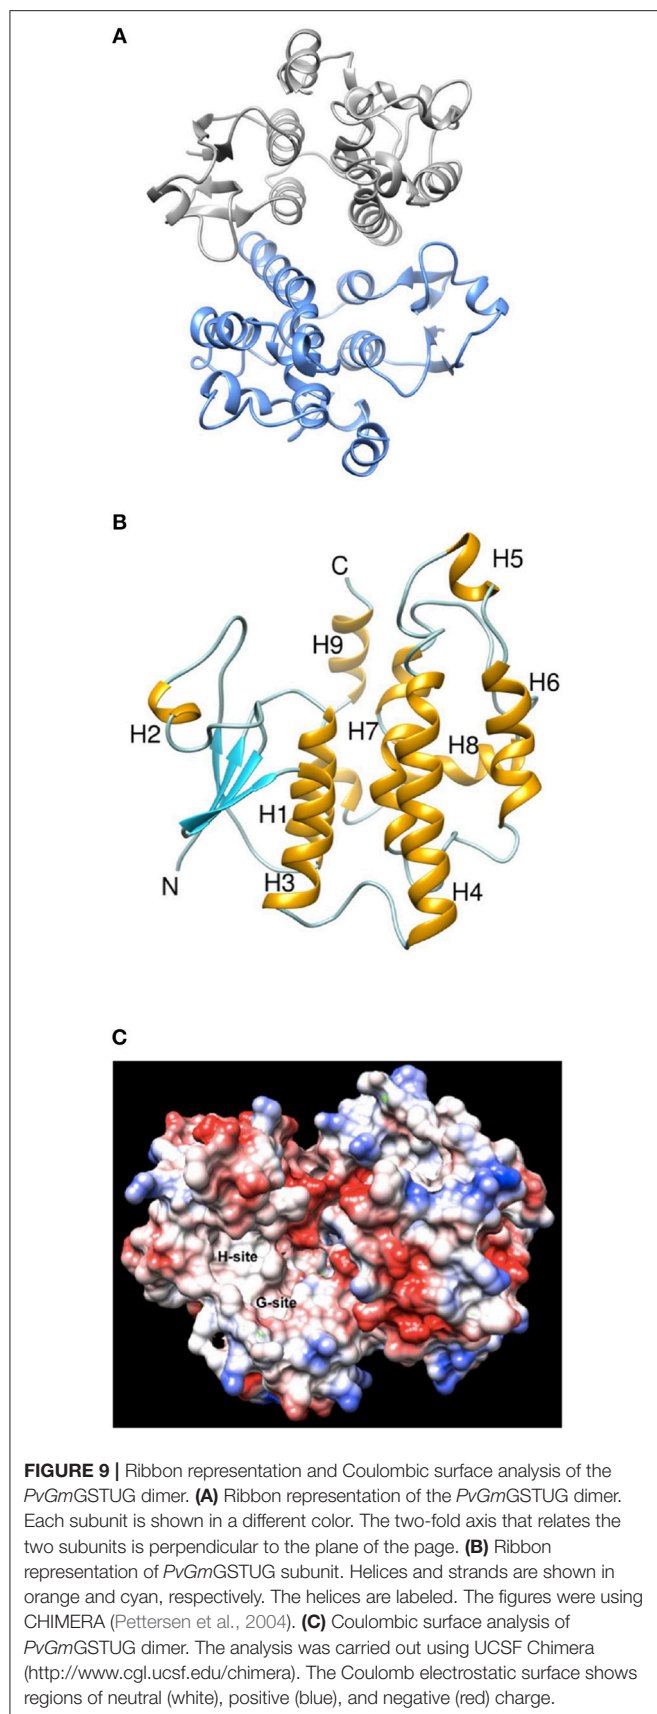 A
B
C
H5
H9
H6
H2
H7
H8
H1
H3
N
H4
C
H-site
G-site
FIGURE 9 | Ribbon representation and Coulombic surface analysis of the
PvGmGSTUG dimer. (A) Ribbon representation of the PvGmGSTUG dimer.
Each subunit is shown in a different color. The two-fold axis that relates the
two subunits is perpendicular to the plane of the page. (B) Ribbon
representation of PvGmGSTUG subunit. Helices and strands are shown in
orange and cyan, respectively. The helices are labeled. The figures were using
CHIMERA (Pettersen et al., 2004). (C) Coulombic surface analysis of
PvGmGSTUG dimer. The analysis was carried out using UCSF Chimera
(http://www.cgl.ucsf.edu/chimera). The Coulomb electrostatic surface shows
regions of neutral (white), positive (blue), and negative (red) charge.